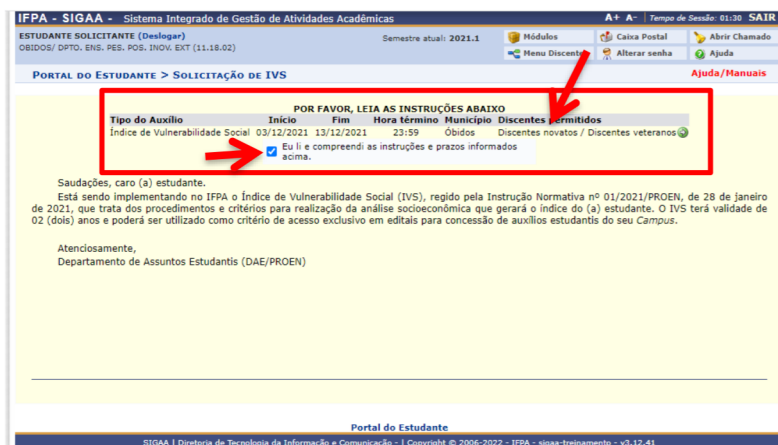 IFPA - SIGAA - Sistema Integrado de Gestão de Atividades Acadêmicas A+ A- Tempo de Sessão: 01:30 SAIR
ESTUDANTE SOLICITANTE (Deslogar) Semestre atual: 2021.1 Módulos Caixa Postal Abrir Chamado
OBIDOS/ DPTO. ENS. PES. POS. INOV. EXT (11.18.02) Menu Discente Alterar senha Ajuda
PORTAL DO ESTUDANTE > SOLICITAÇÃO DE IVS Ajuda/Manuais
POR FAVOR, LEIA AS INSTRUÇÕES ABAIXO
Tipo do Auxílio Início Fim Hora término Município Discentes permitidos
Índice de Vulnerabilidade Social 03/12/2021 13/12/2021 23:59 Óbidos Discentes novatos / Discentes veteranos
Eu li e compreendi as instruções e prazos informados
acima.
Saudações, caro (a) estudante.
Está sendo implementando no IFPA o Índice de Vulnerabilidade Social (IVS), regido pela Instrução Normativa nº 01/2021/PROEN, de 28 de janeiro
de 2021, que trata dos procedimentos e critérios para realização da análise socioeconômica que gerará o índice do (a) estudante. O IVS terá validade de
02 (dois) anos e poderá ser utilizado como critério de acesso exclusivo em editais para concessão de auxílios estudantis do seu Campus.
Atenciosamente,
Departamento de Assuntos Estudantis (DAE/PROEN)
Portal do Estudante
SIGAA | Diretoria de Tecnologia da Informação e Comunicação - | Copyright © 2006-2022 - IFPA - sigaa-treinamento - v3.12.41